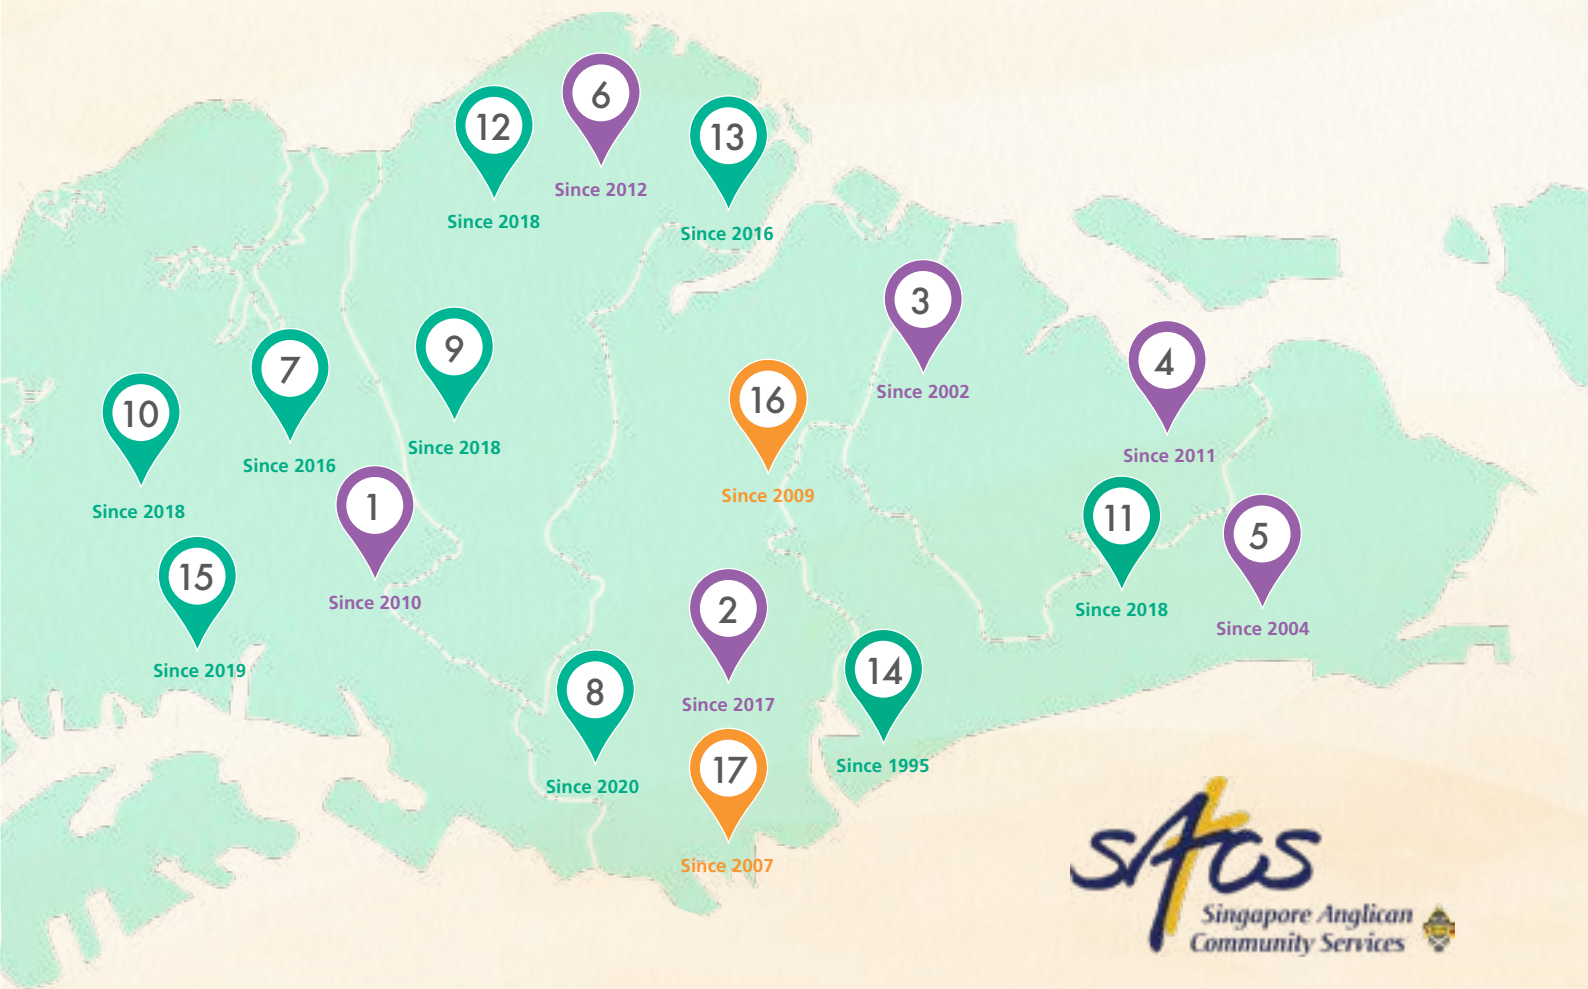 6
Since 2012
12
Since 2018
13
Since 2016
3
Since 2002
9
Since 2018
7
Since 2016
4
Since 2011
16
Since 2009
10
Since 2018
1
Since 2010
11
Since 2018
5
Since 2004
15
Since 2019
2
Since 2017
14
Since 1995
8
Since 2020
17
Since 2007
SACS
Singapore Anglican
Community Services